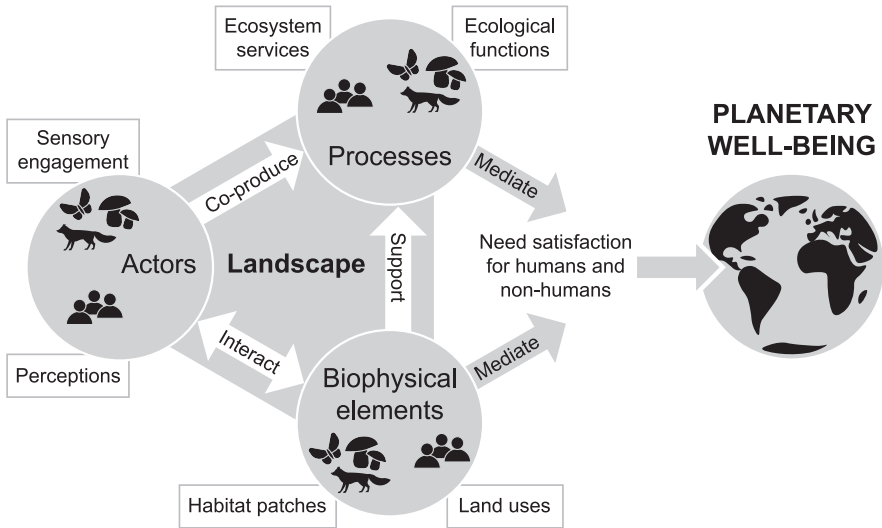 Ecosystem
services
Ecological
functions
Processes
Sensory
engagement
Actors
Perceptions
Co-produce
Landscape
Support
Interact
Biophysical
elements
Habitat patches
Land uses
Mediate
Need satisfaction
for humans and
non-humans
Mediate
PLANETARY
WELL-BEING